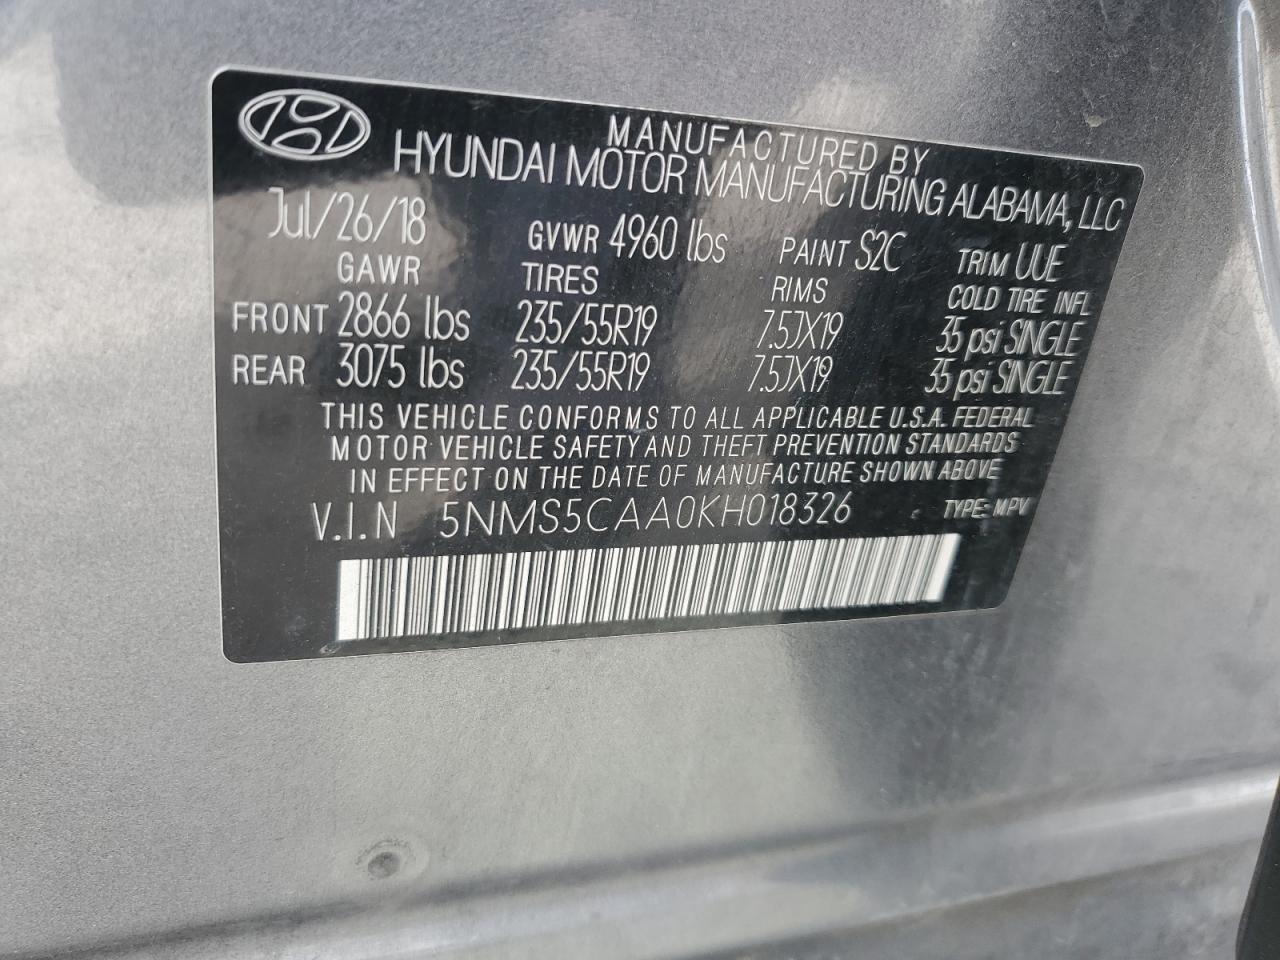 MANUFACTURED BY
HYUNDAI MOTOR MANUFACTURING ALABAMA, LLC
Jul/26/18 GVWR 4960 lbs PAINT S2C TRIM UUE
GAWR TIRES RIMS COLD TIRE INFL
FRONT 2866 lbs 235/55R19 7.5JX19 35 psi SINGLE
REAR 3075 lbs 235/55R19 7.5JX19 35 psi SINGLE
THIS VEHICLE CONFORMS TO ALL APPLICABLE U.S.A. FEDERAL
MOTOR VEHICLE SAFETY AND THEFT PREVENTION STANDARDS
IN EFFECT ON THE DATE OF MANUFACTURE SHOWN ABOVE
V.I.N 5NMS5CAA0KH018326 TYPE: MPV